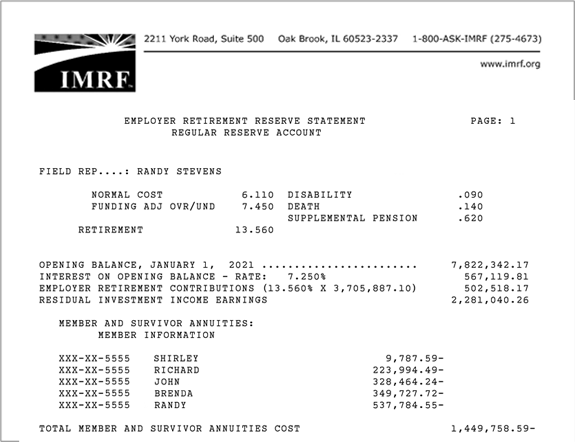 2211 York Road, Suite 500 Oak Brook, IL 60523-2337 1-800-ASK-IMRF (275-4673)
www.imrf.org
IMRF
EMPLOYER RETIREMENT RESERVE STATEMENT PAGE: 1
REGULAR RESERVE ACCOUNT
FIELD REP....: RANDY STEVENS
NORMAL COST 6.110 DISABILITY .090
FUNDING ADJ OVR/UND 7.450 DEATH .140
SUPPLEMENTAL PENSION .620
RETIREMENT 13.560
OPENING BALANCE, JANUARY 1, 2021 ........................ 7,822,342.17
INTEREST ON OPENING BALANCE - RATE: 7.250% 567,119.81
EMPLOYER RETIREMENT CONTRIBUTIONS (13.560% X 3,705,887.10) 502,518.17
RESIDUAL INVESTMENT INCOME EARNINGS 2,281,040.26
MEMBER AND SURVIVOR ANNUITIES:
MEMBER INFORMATION
XXX-XX-5555 SHIRLEY 9,787.59-
XXX-XX-5555 RICHARD 223,994.49-
XXX-XX-5555 JOHN 328,464.24-
XXX-XX-5555 BRENDA 349,727.72-
XXX-XX-5555 RANDY 537,784.55-
TOTAL MEMBER AND SURVIVOR ANNUITIES COST 1,449,758.59-